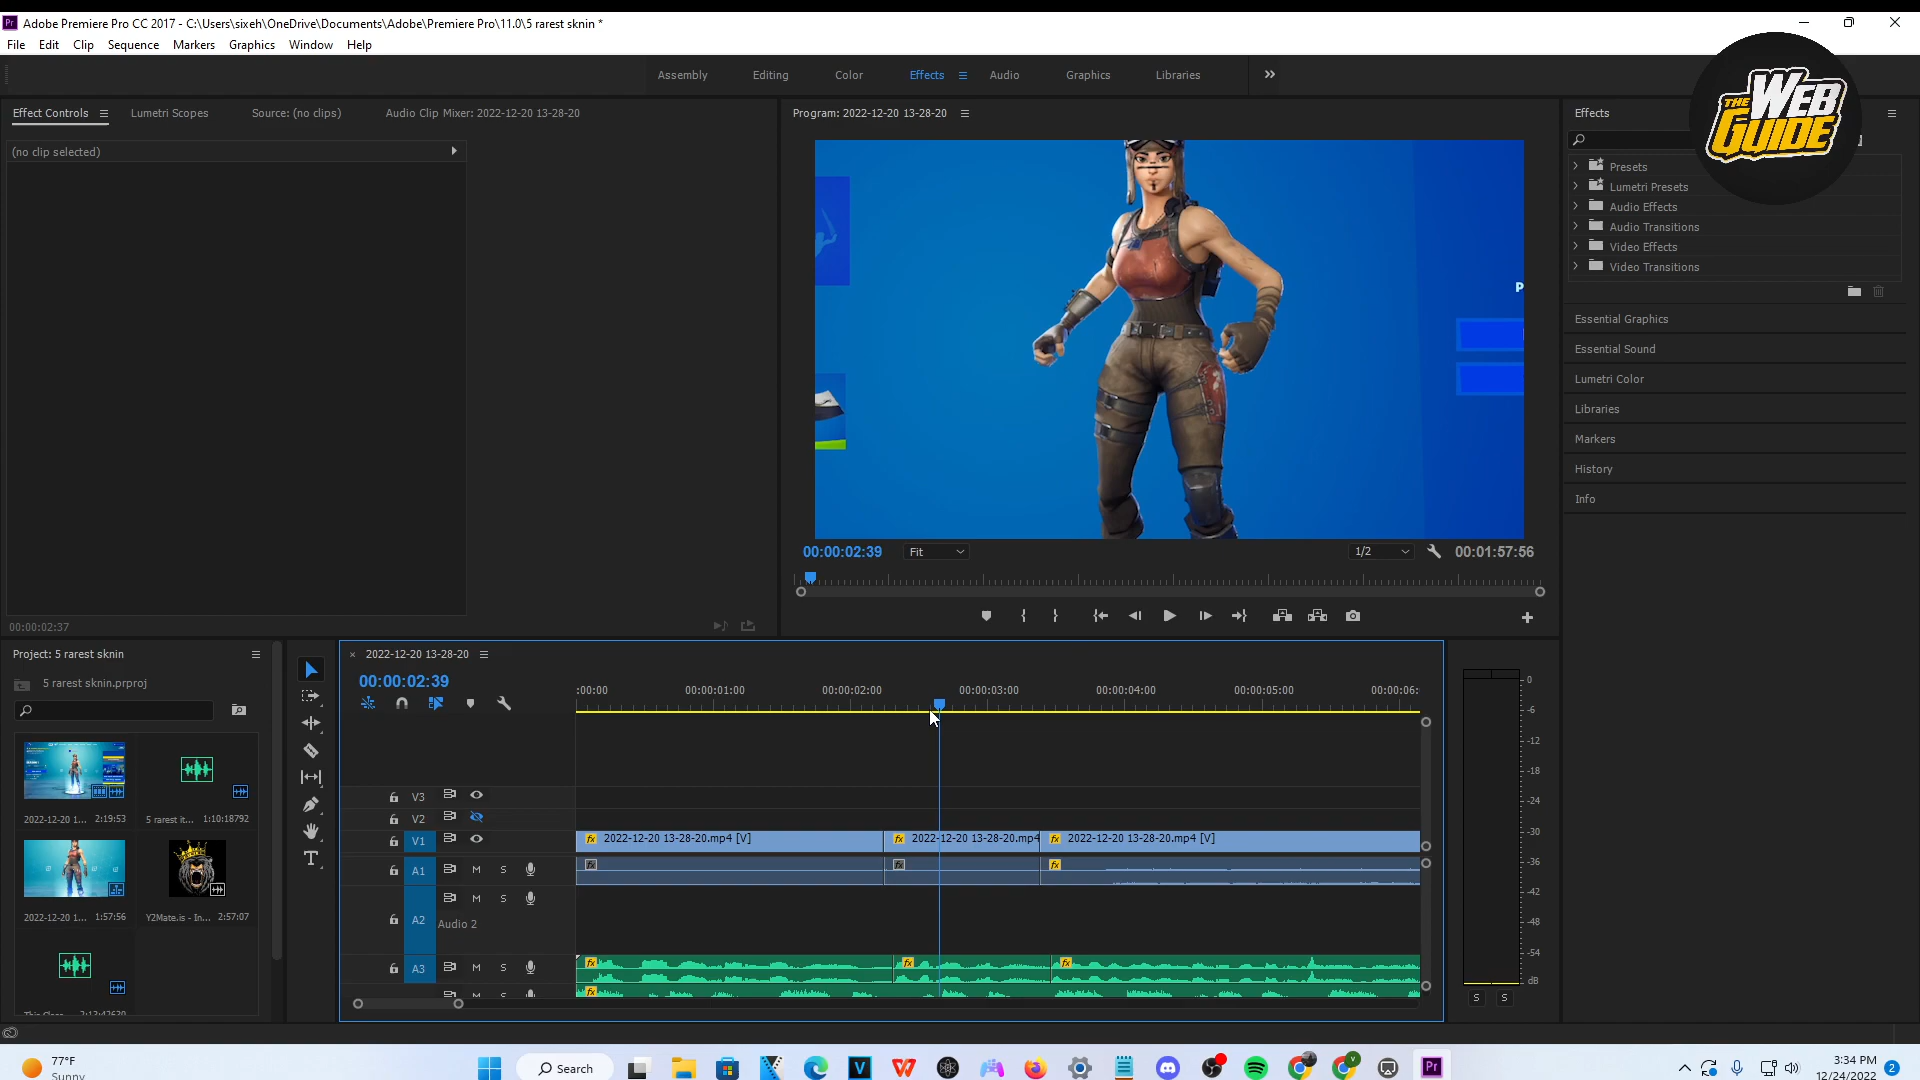 Pr Adobe Premiere Pro CC 2017 - C:\Users\sixeh\OneDrive\Documents\Adobe\Premiere Pro\11.0\5 rarest sknin *
File Edit Clip Sequence Markers Graphics Window Help
Assembly Editing Color Effects Audio Graphics Libraries
THE WEB GUIDE
Effect Controls Lumetri Scopes Source: (no clips) Audio Clip Mixer: 2022-12-20 13-28-20
Program: 2022-12-20 13-28-20
Effects
(no clip selected)
Presets
Lumetri Presets
Audio Effects
Audio Transitions
Video Effects
Video Transitions
P
Essential Graphics
Essential Sound
Lumetri Color
Libraries
Markers
History
Info
00:00:02:39 Fit 1/2 00:01:57:56
00:00:02:37
Project: 5 rarest sknin
5 rarest sknin.prproj
2022-12-20 1... 2:19:53
5 rarest it... 1:10:18792
2022-12-20 1... 1:57:56
Y2Mate.is - In... 2:57:07
2022-12-20 13-28-20
00:00:02:39
:00:00 00:00:01:00 00:00:02:00 00:00:03:00 00:00:04:00 00:00:05:00 00:00:06:
V3
V2
V1 fx 2022-12-20 13-28-20.mp4 [V] fx 2022-12-20 13-28-20.mp4 fx 2022-12-20 13-28-20.mp4 [V]
A1 M S fx fx fx
A2 M S
Audio 2
A3 M S fx fx fx
M S fx
0
-6
-12
-18
-24
-30
-36
-42
-48
-54
dB
S S
77°F
Sunny
Search
3:34 PM
12/24/2022
2